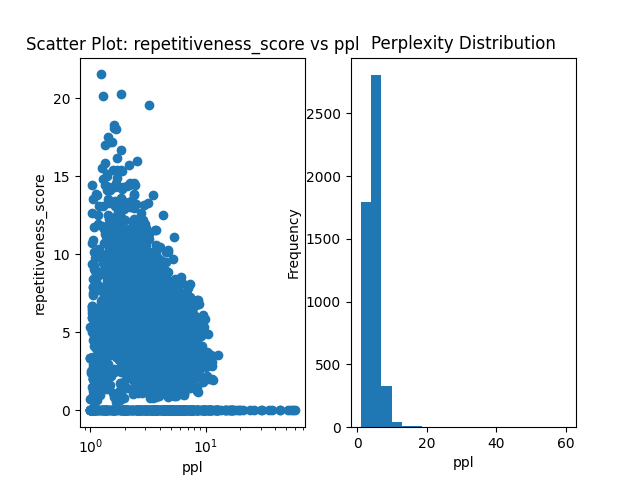 Scatter Plot: repetitiveness_score vs ppl
repetitiveness_score
20
15
10
5
0
10^0
10^1
ppl
Perplexity Distribution
Frequency
2500
2000
1500
1000
500
0
0
20
40
60
ppl